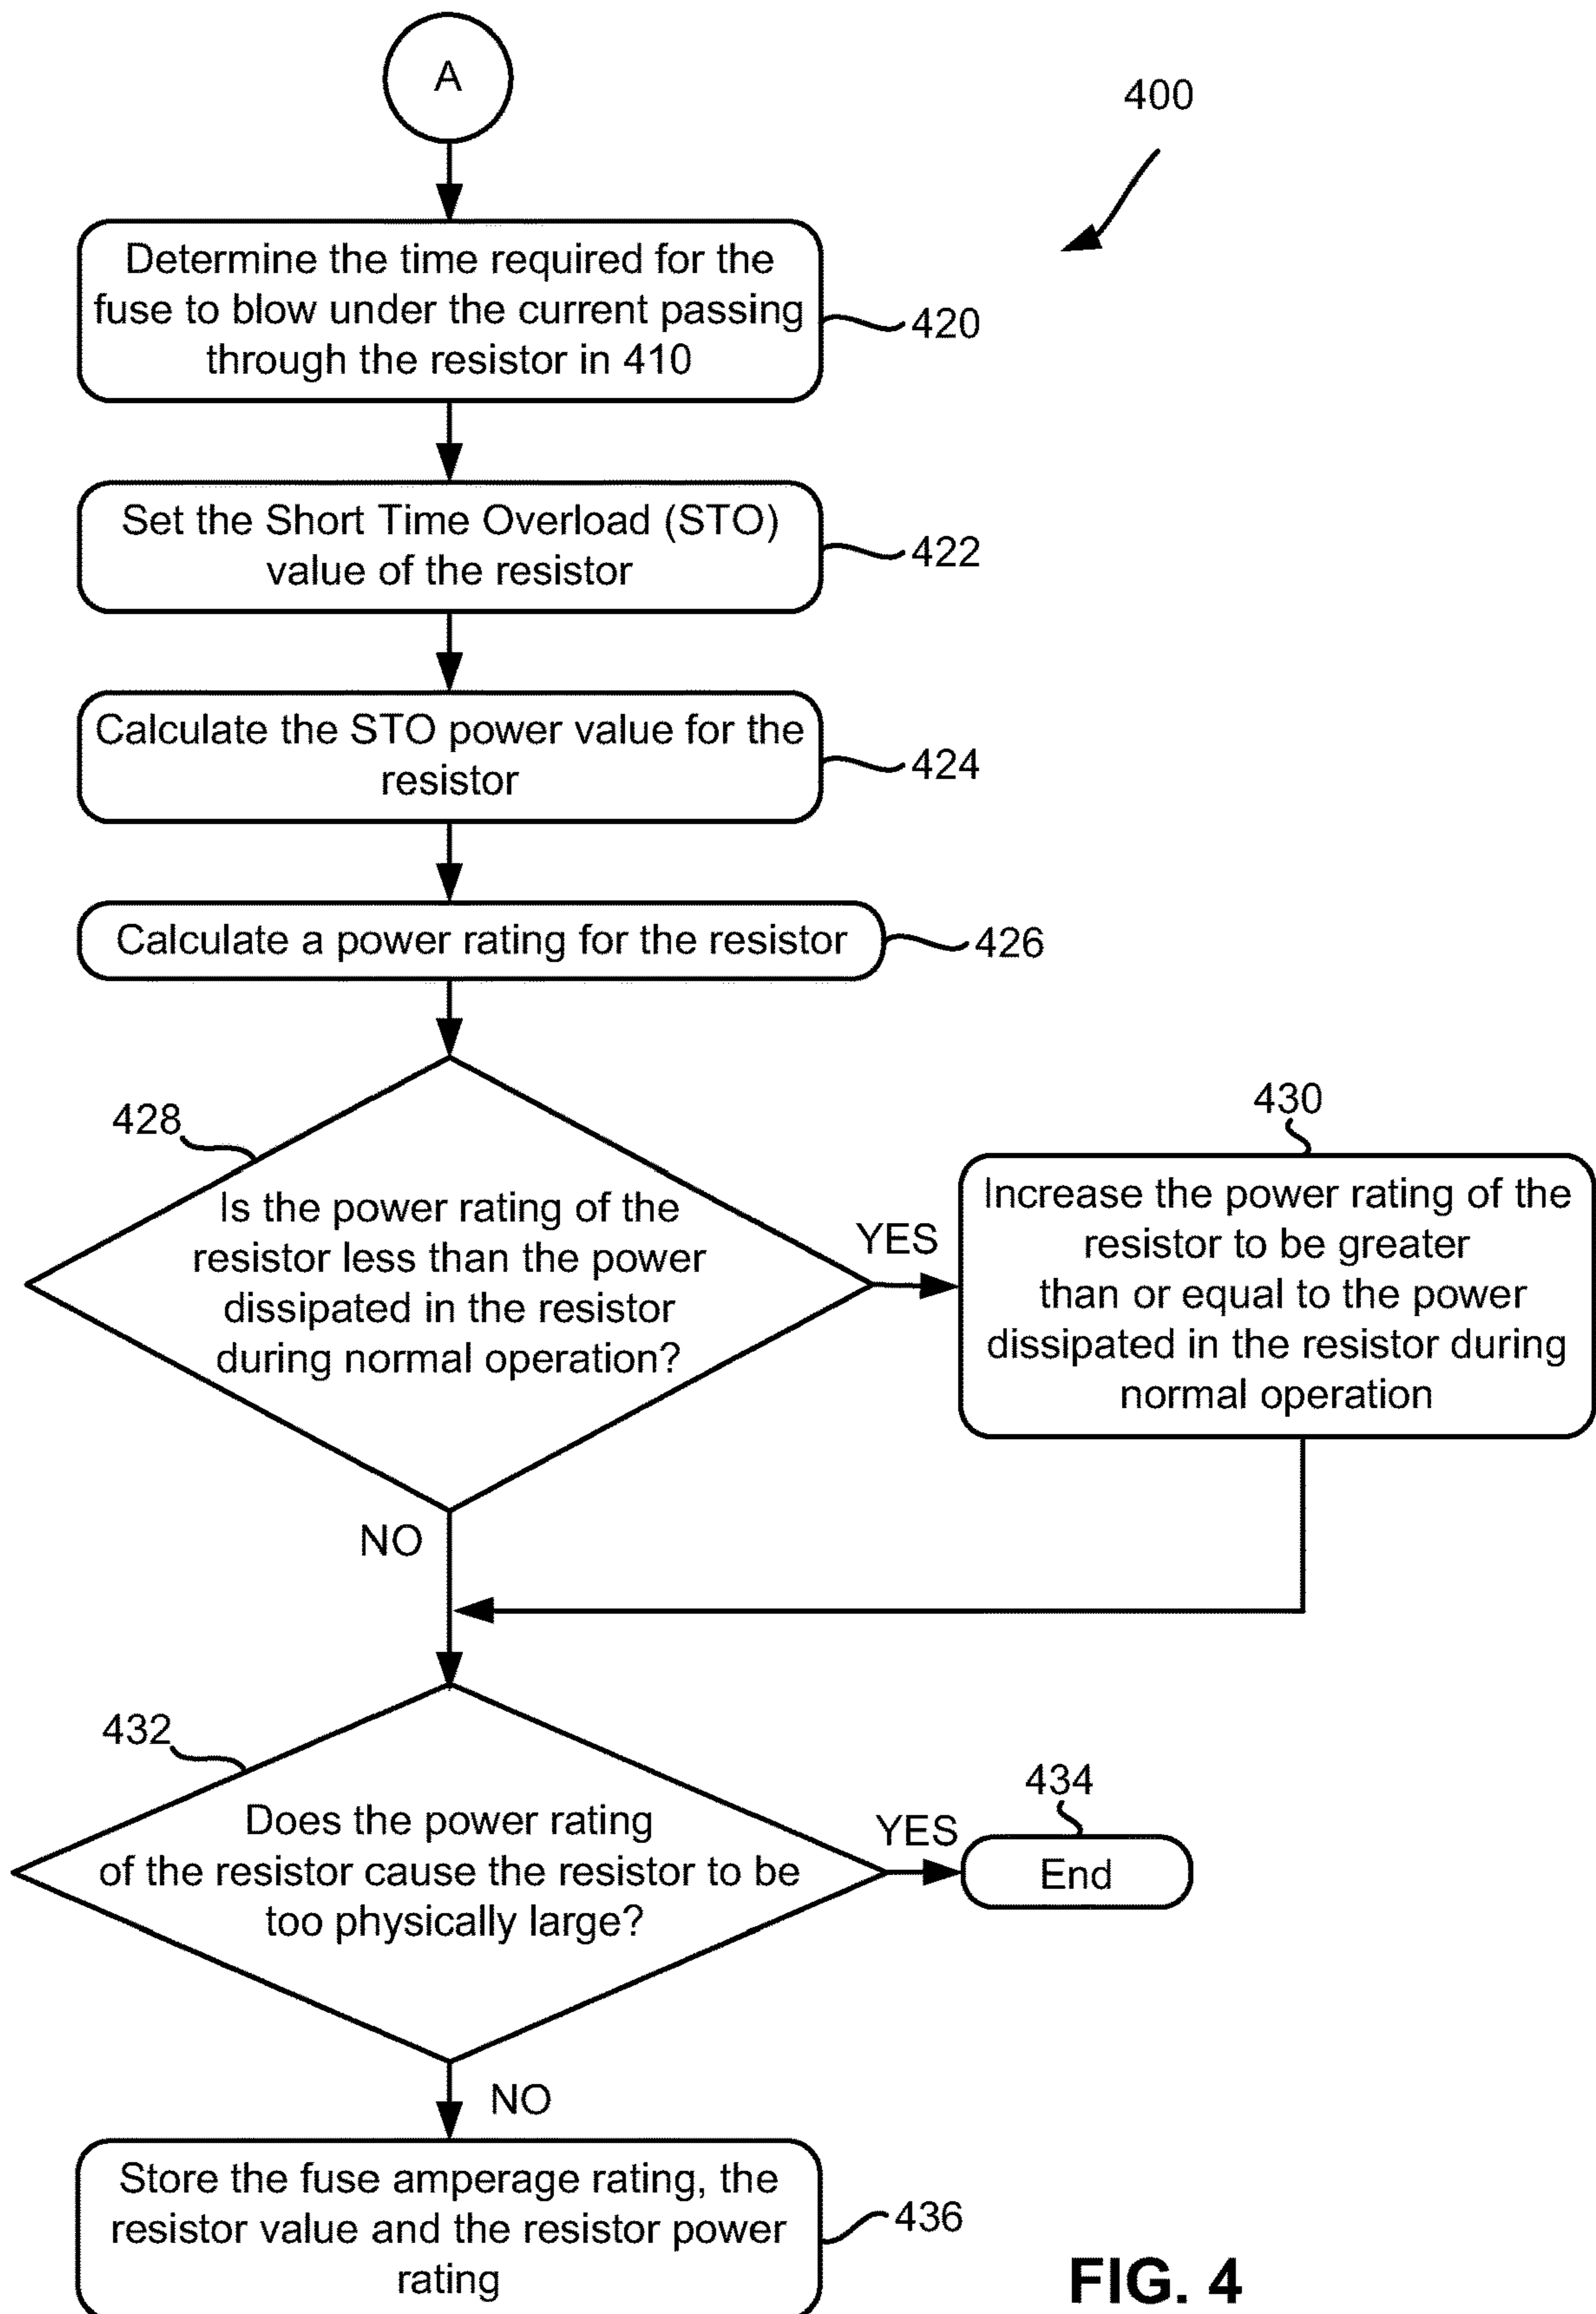 A
400
Determine the time required for the
fuse to blow under the current passing
through the resistor in 410
420
Set the Short Time Overload (STO)
value of the resistor
422
Calculate the STO power value for the
resistor
424
Calculate a power rating for the resistor
426
428
Is the power rating of the
resistor less than the power
dissipated in the resistor
during normal operation?
YES
430
Increase the power rating of the
resistor to be greater
than or equal to the power
dissipated in the resistor during
normal operation
NO
432
Does the power rating
of the resistor cause the resistor to be
too physically large?
YES
434
End
NO
Store the fuse amperage rating, the
resistor value and the resistor power
rating
436
FIG. 4